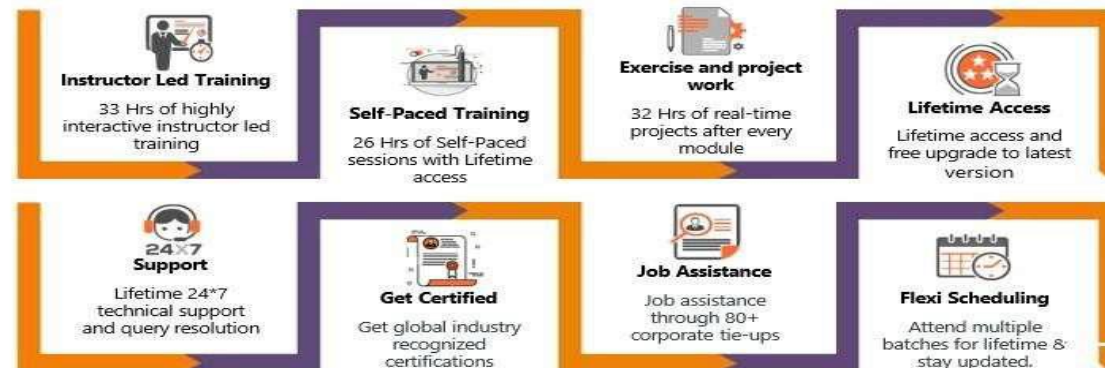 Instructor Led Training
33 Hrs of highly
interactive instructor led
training
Self-Paced Training
26 Hrs of Self-Paced
sessions with Lifetime
access
Exercise and project
work
32 Hrs of real-time
projects after every
module
Lifetime Access
Lifetime access and
free upgrade to latest
version
24X7
Support
Lifetime 24*7
technical support
and query resolution
Get Certified
Get global industry
recognized
certifications
Job Assistance
Job assistance
through 80+
corporate tie-ups
Flexi Scheduling
Attend multiple
batches for lifetime &
stay updated.